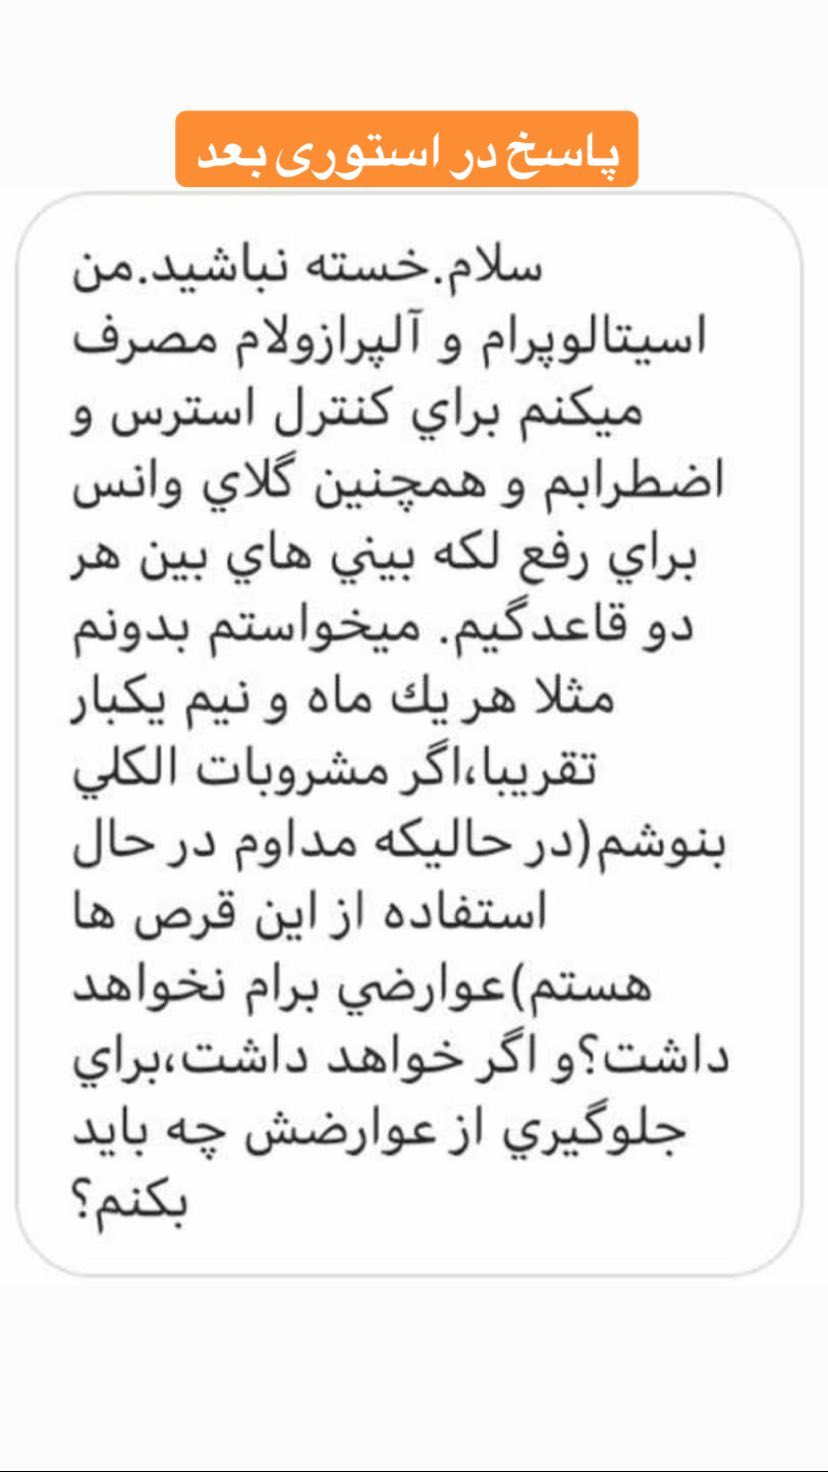 پاسخ در استوری بعد
سلام.خسته نباشید.من
اسیتالوپرام و آلپرازولام مصرف
میکنم براي کنترل استرس و
اضطرابم و همچنین گلاي وانس
براي رفع لکه بیني هاي بین هر
دو قاعدگیم. میخواستم بدونم
مثلا هر یك ماه و نیم یکبار
تقریبا،اگر مشروبات الکلي
بنوشم(در حالیکه مداوم در حال
استفاده از این قرص ها
هستم)عوارضي برام نخواهد
داشت؟و اگر خواهد داشت،براي
جلوگیري از عوارضش چه باید
بکنم؟